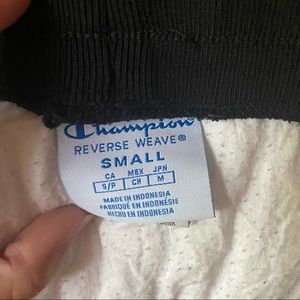 Champion
REVERSE WEAVE®
SMALL
CA MEX JPN
S/P CH M
MADE IN INDONESIA
FABRIQUÉ EN INDONÉSIE
HECHO EN INDONESIA